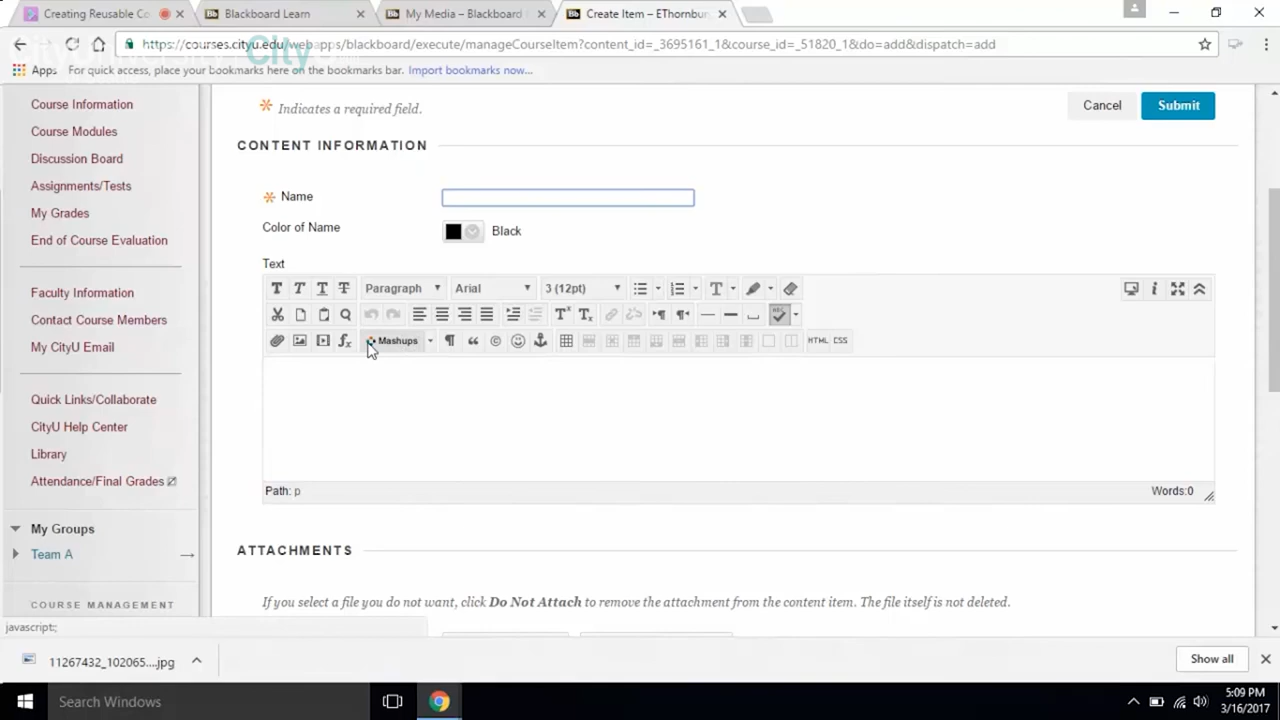 Creating Reusable Co
Blackboard Learn
My Media – Blackboard
Create Item – EThornbur
https://courses.cityu.edu/webapps/blackboard/execute/manageCourseItem?content_id=_3695161_1&course_id=_51820_1&do=add&dispatch=add
Apps
For quick access, place your bookmarks here on the bookmarks bar.
Import bookmarks now...
Course Information
Course Modules
Discussion Board
Assignments/Tests
My Grades
End of Course Evaluation
Faculty Information
Contact Course Members
My CityU Email
Quick Links/Collaborate
CityU Help Center
Library
Attendance/Final Grades
My Groups
Team A
COURSE MANAGEMENT
javascript:;
Indicates a required field.
Cancel
Submit
CONTENT INFORMATION
Name
Color of Name
Black
Text
Paragraph
Arial
3 (12pt)
Mashups
HTML CSS
Path: p
Words:0
ATTACHMENTS
If you select a file you do not want, click Do Not Attach to remove the attachment from the content item. The file itself is not deleted.
11267432_102065....jpg
Show all
Search Windows
5:09 PM
3/16/2017